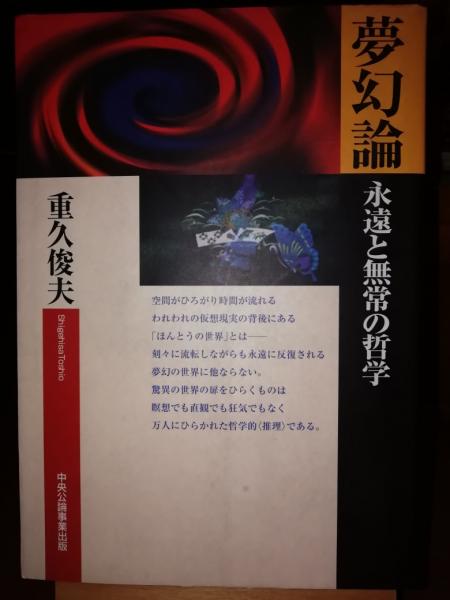 夢幻論
永遠と無常の哲学
重久俊夫
Shigehisa Toshio
空間がひろがり時間が流れる
われわれの仮想現実の背後にある
「ほんとうの世界」とは──
刻々に流転しながらも永遠に反復される
夢幻の世界に他ならない。
驚異の世界の扉をひらくものは
瞑想でも直観でも狂気でもなく
万人にひらかれた哲学的〈推理〉である。
中央公論事業出版